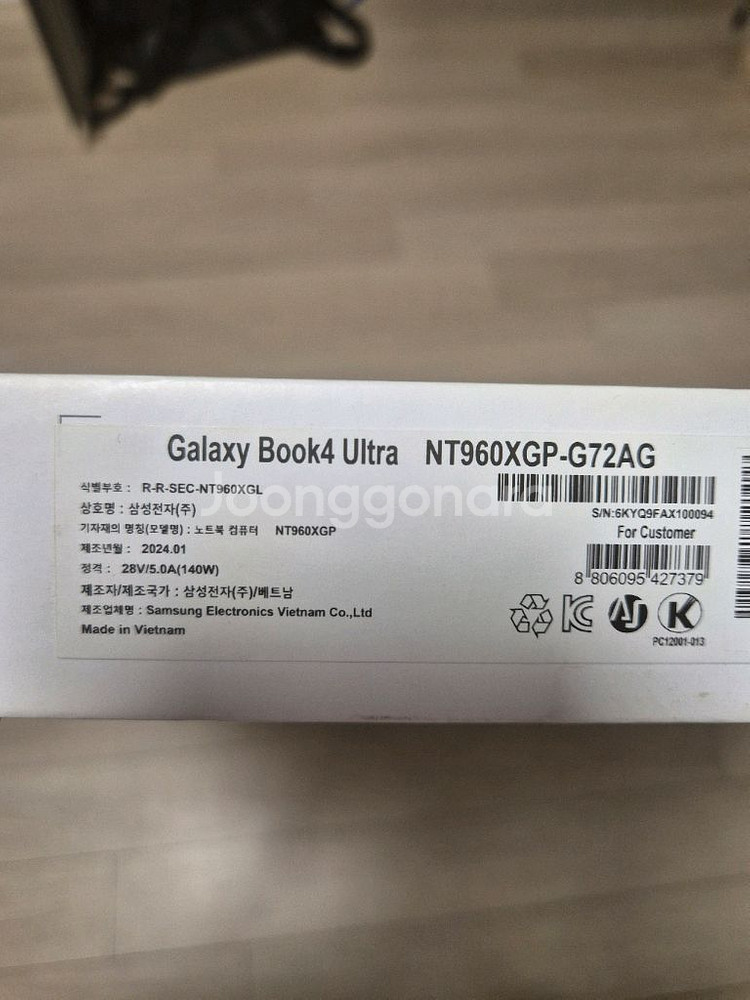 Galaxy Book4 Ultra NT960XGP-G72AG
식별부호 : R-R-SEC-NT960XGL
상호명 : 삼성전자(주)
기자재의 명칭(모델명) : 노트북 컴퓨터 NT960XGP
제조년월 : 2024.01
정격 : 28V/5.0A(140W)
제조자/제조국가 : 삼성전자(주)/베트남
제조업체명 : Samsung Electronics Vietnam Co.,Ltd
Made in Vietnam
S/N:6KYQ9FAX100094
For Customer
8 806095 427379
PC12001-013
Joonggonara